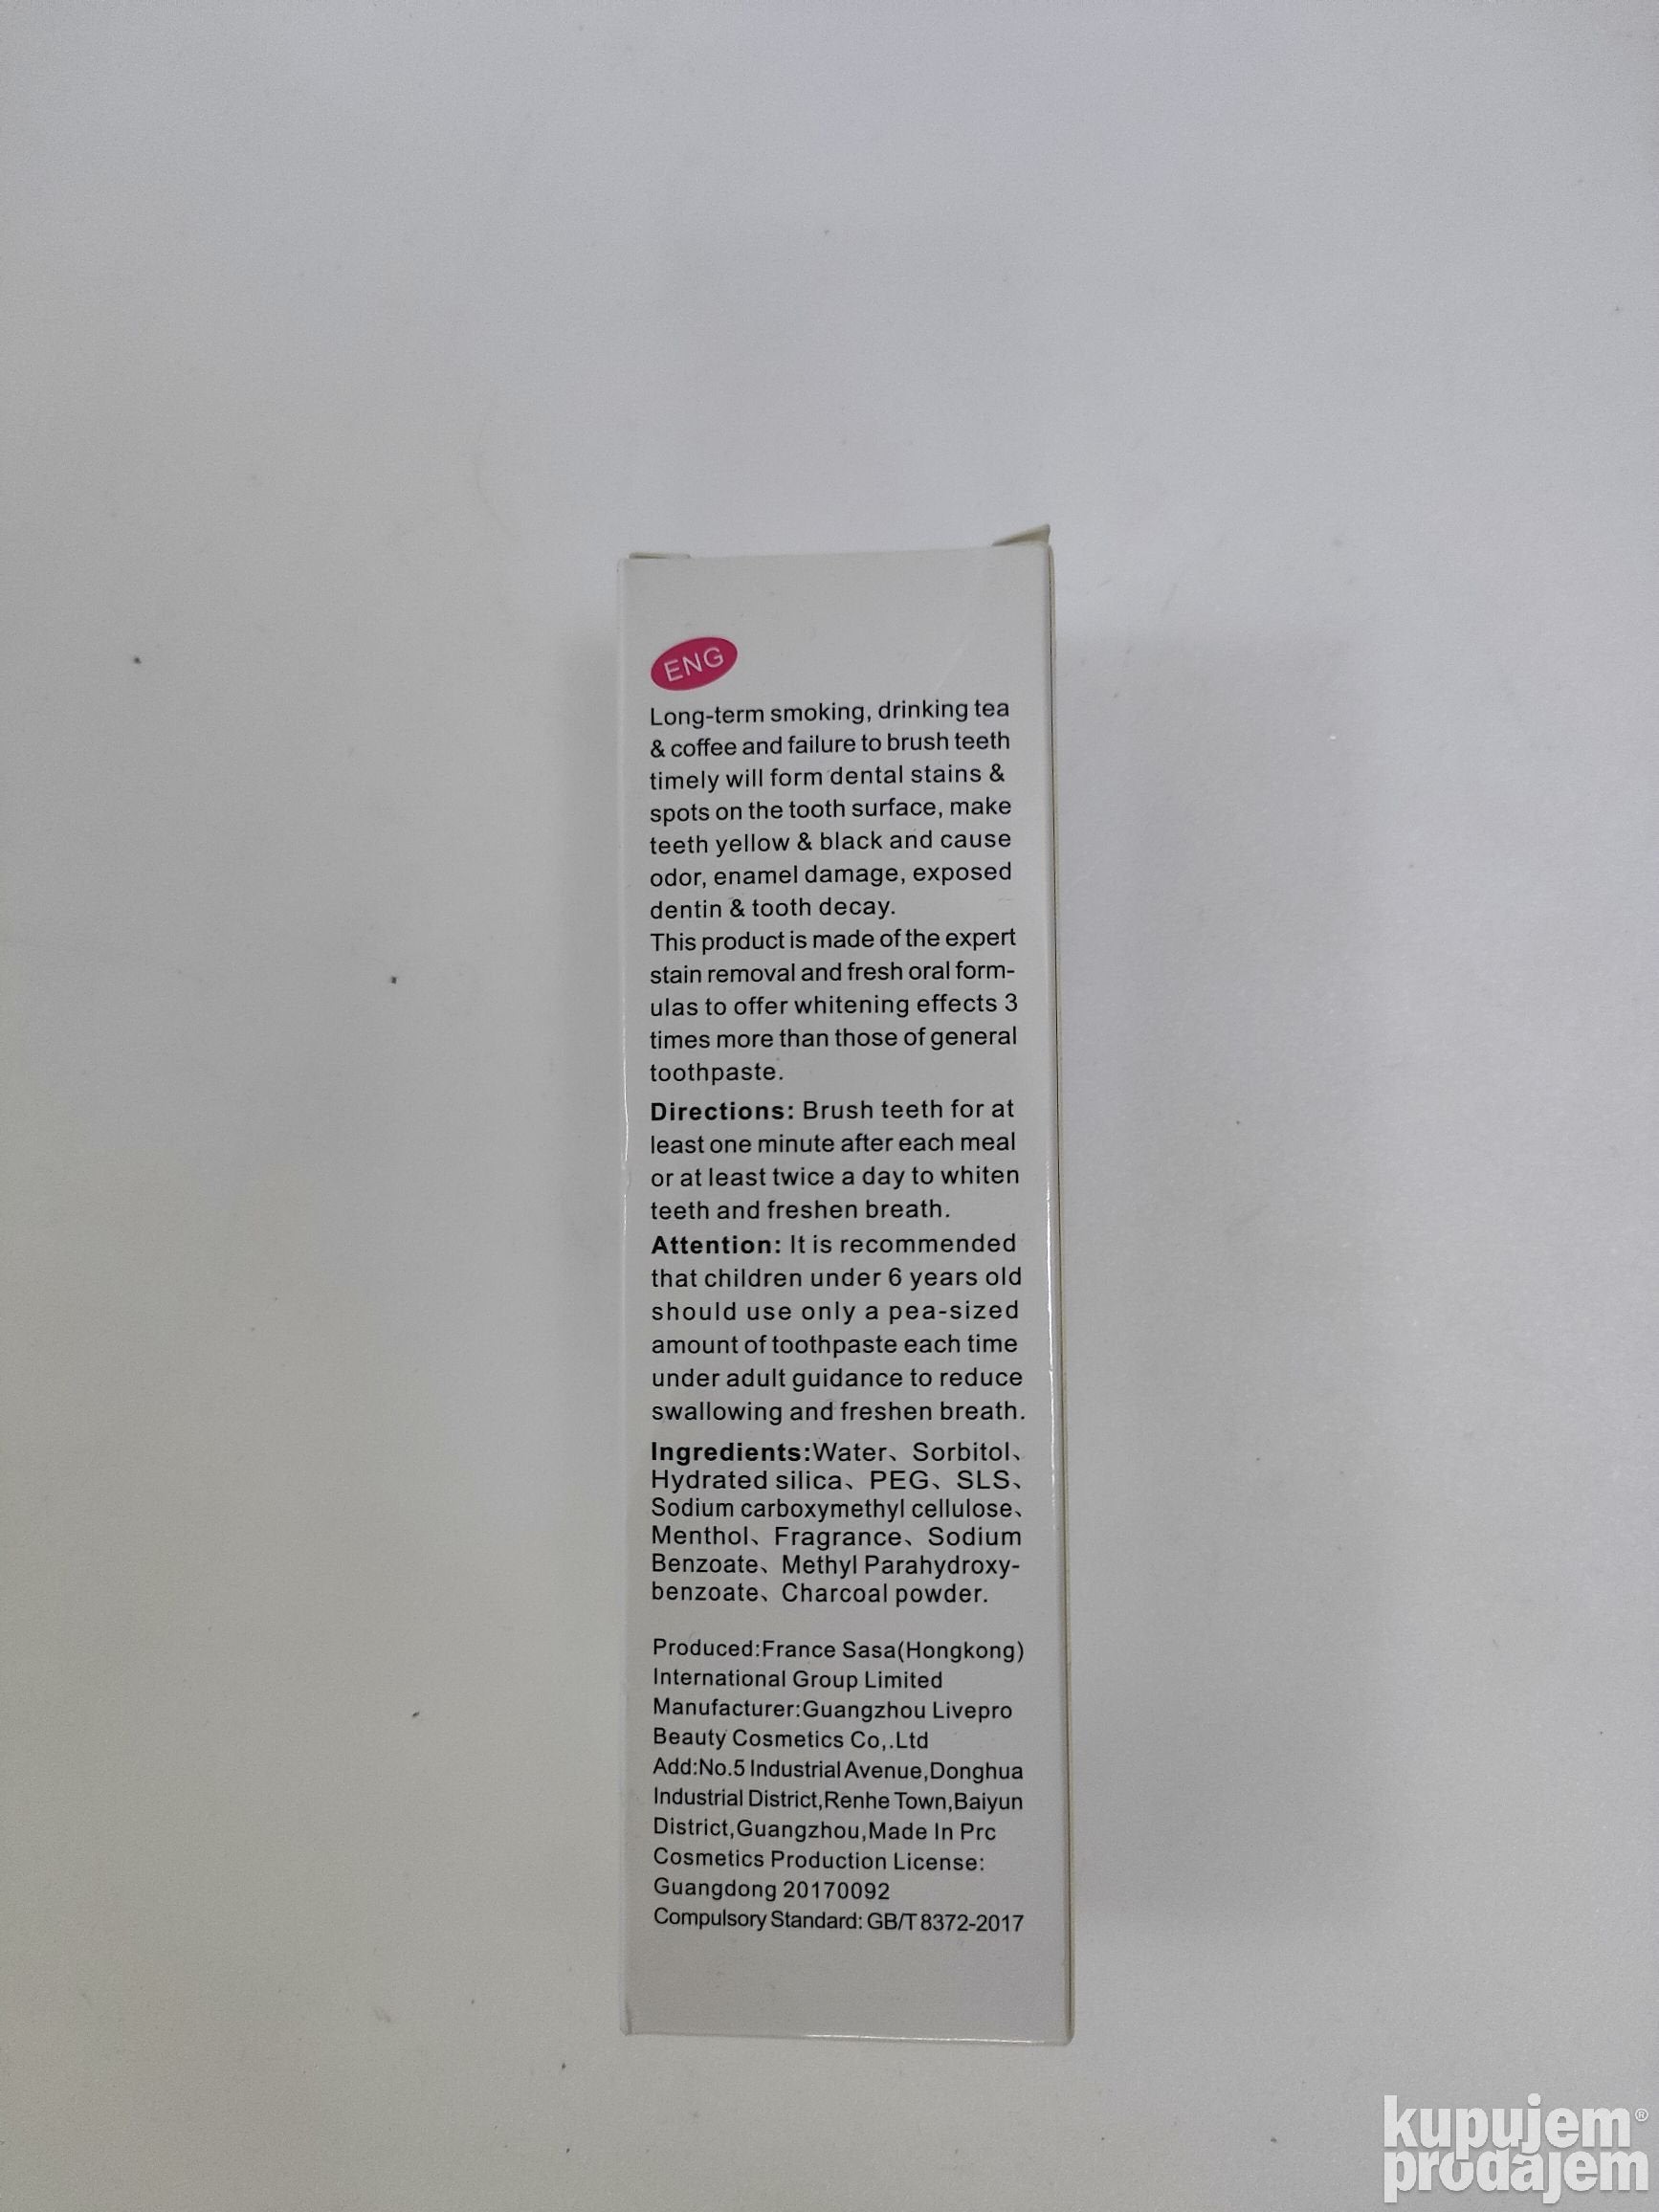 ENG
Long-term smoking, drinking tea
& coffee and failure to brush teeth
timely will form dental stains &
spots on the tooth surface, make
teeth yellow & black and cause
odor, enamel damage, exposed
dentin & tooth decay.
This product is made of the expert
stain removal and fresh oral form-
ulas to offer whitening effects 3
times more than those of general
toothpaste.
Directions: Brush teeth for at
least one minute after each meal
or at least twice a day to whiten
teeth and freshen breath.
Attention: It is recommended
that children under 6 years old
should use only a pea-sized
amount of toothpaste each time
under adult guidance to reduce
swallowing and freshen breath.
Ingredients:Water、Sorbitol、
Hydrated silica、PEG、SLS、
Sodium carboxymethyl cellulose、
Menthol、Fragrance、Sodium
Benzoate、Methyl Parahydroxy-
benzoate、Charcoal powder.
Produced:France Sasa(Hongkong)
International Group Limited
Manufacturer:Guangzhou Livepro
Beauty Cosmetics Co,.Ltd
Add:No.5 Industrial Avenue,Donghua
Industrial District,Renhe Town,Baiyun
District,Guangzhou,Made In Prc
Cosmetics Production License:
Guangdong 20170092
Compulsory Standard: GB/T 8372-2017
kupujem®
prodajem